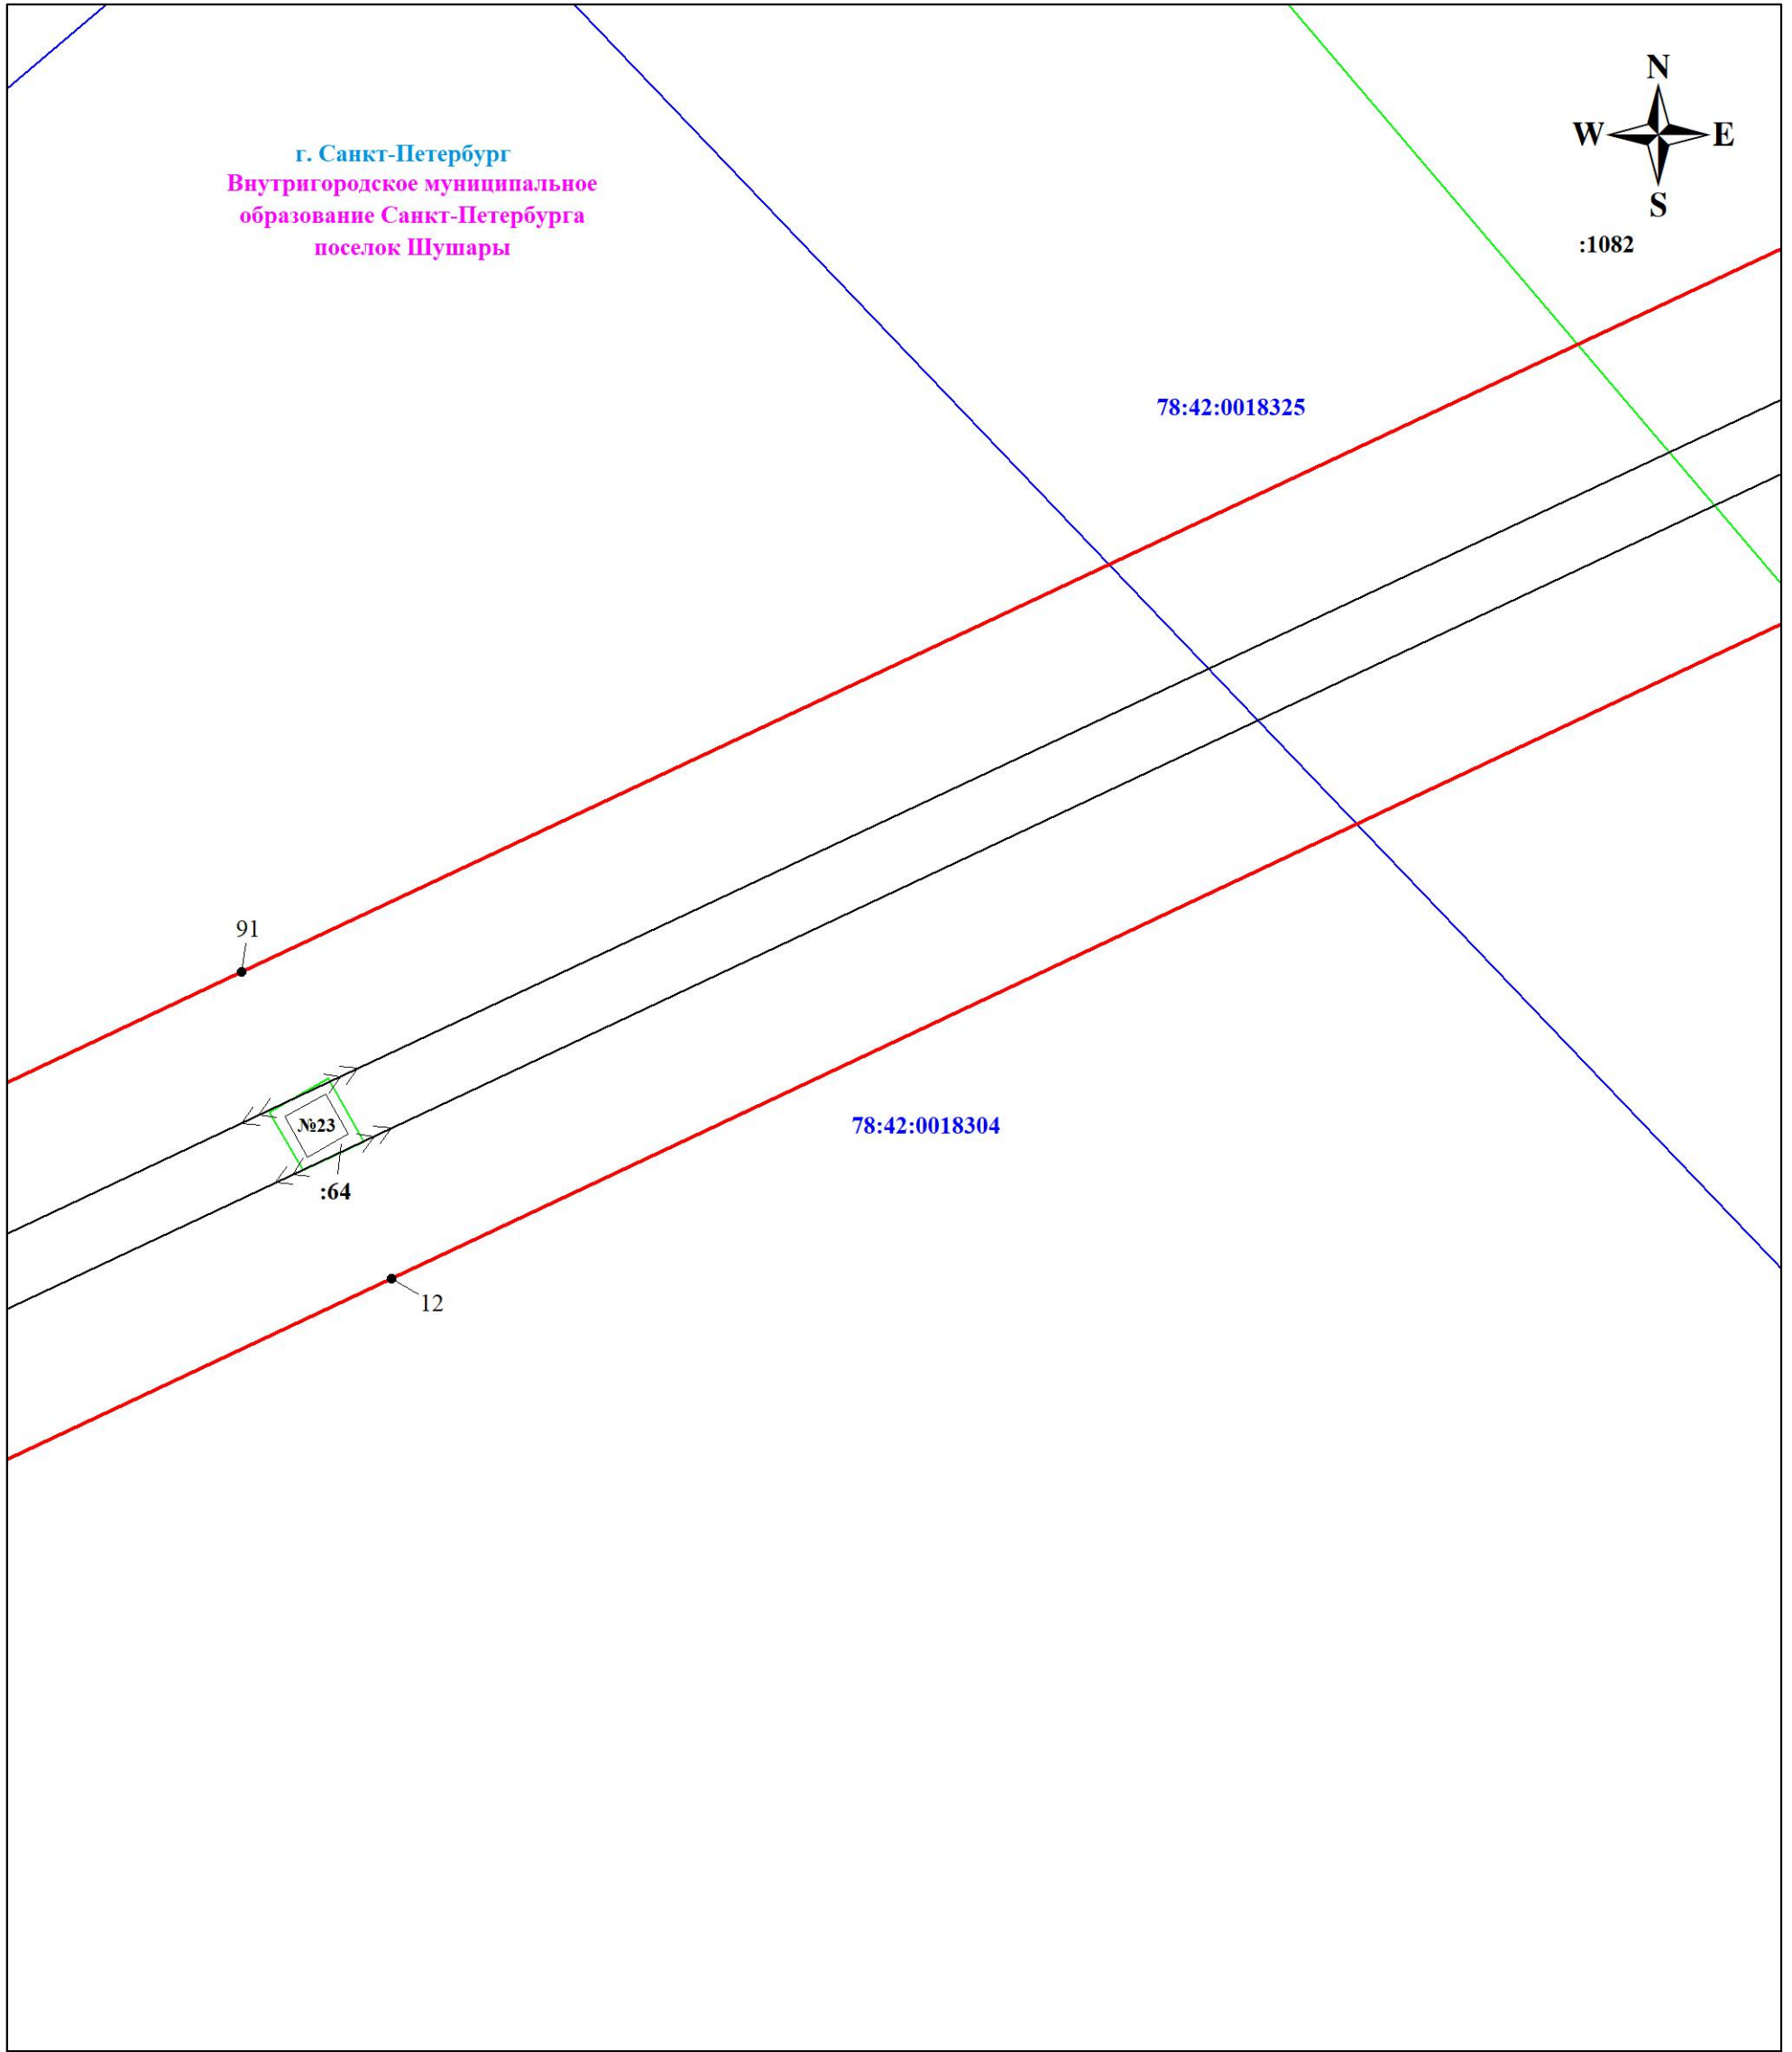 N
W E
S
г. Санкт-Петербург
Внутригородское муниципальное
образование Санкт-Петербурга
поселок Шушары
:1082
78:42:0018325
91
№23
78:42:0018304
:64
12